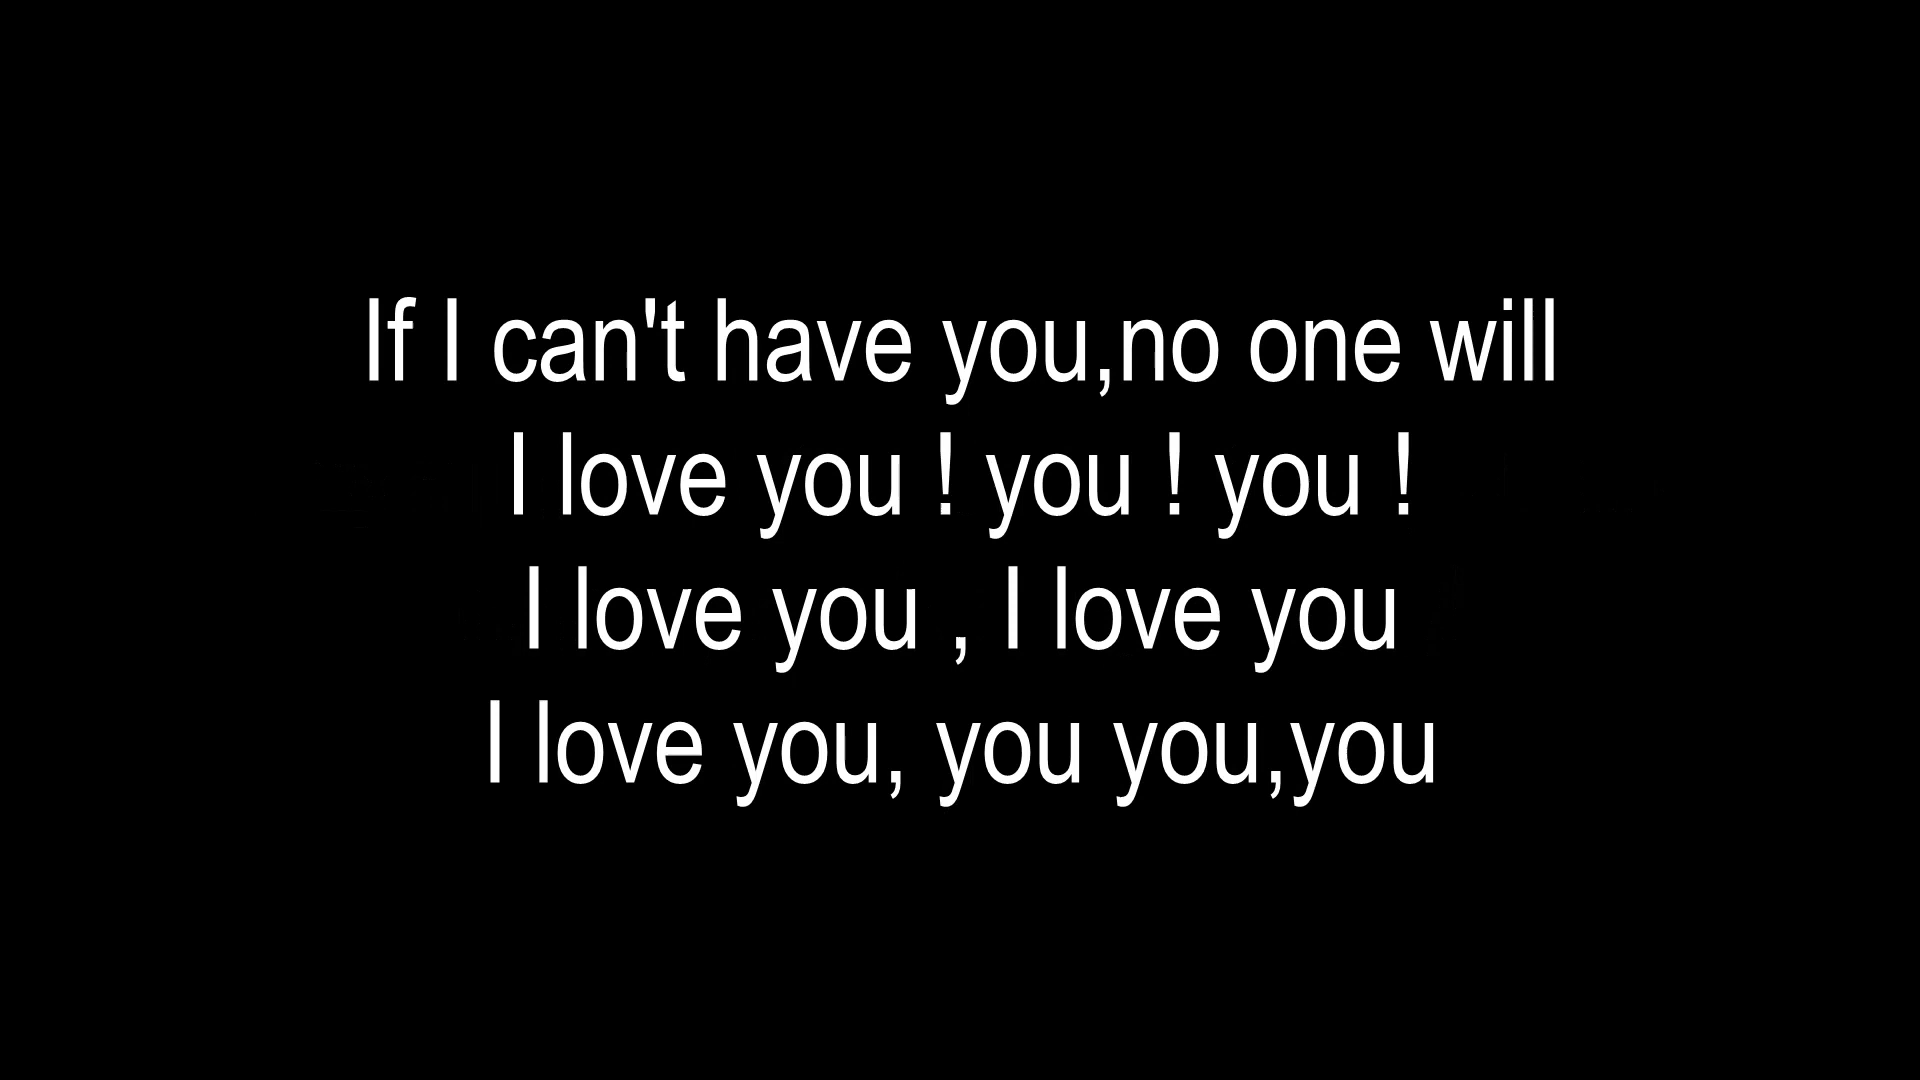 If I can't have you,no one will
I love you ! you ! you !
I love you , I love you
I love you, you you,you